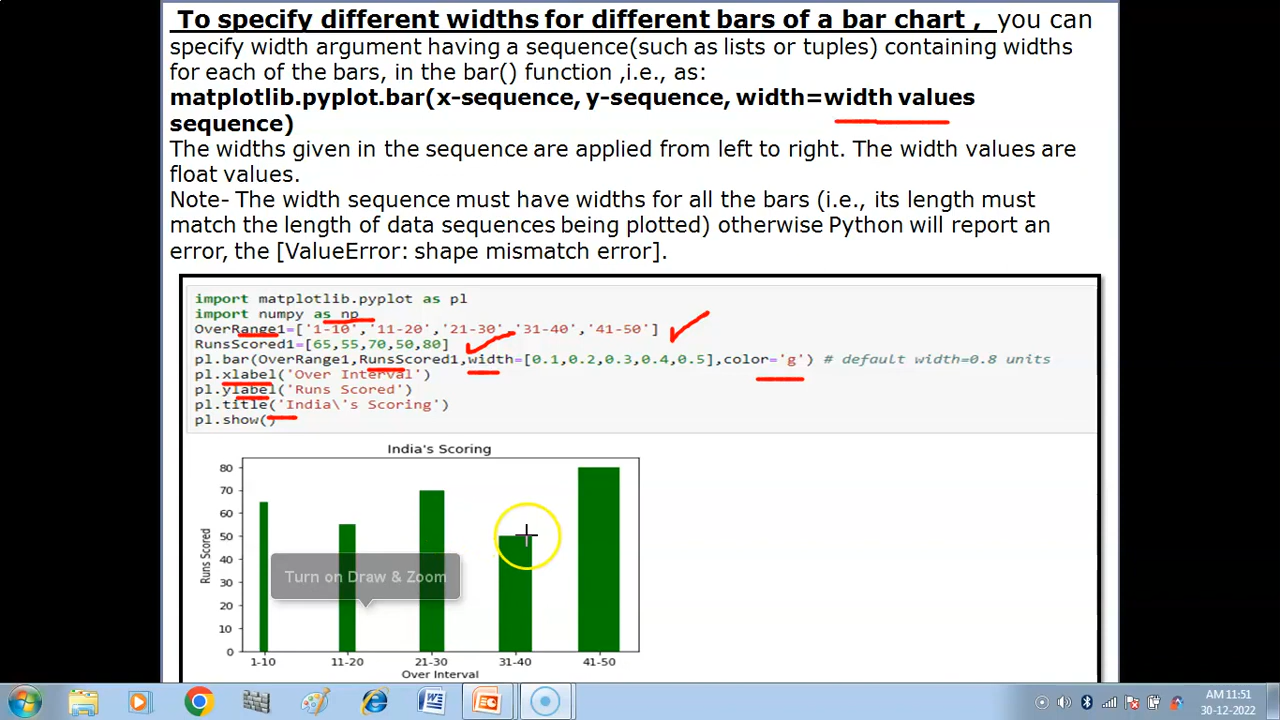 To specify different widths for different bars of a bar chart , you can
specify width argument having a sequence(such as lists or tuples) containing widths
for each of the bars, in the bar() function ,i.e., as:
matplotlib.pyplot.bar(x-sequence, y-sequence, width=width values
sequence)
The widths given in the sequence are applied from left to right. The width values are
float values.
Note- The width sequence must have widths for all the bars (i.e., its length must
match the length of data sequences being plotted) otherwise Python will report an
error, the [ValueError: shape mismatch error].
import matplotlib.pyplot as pl
import numpy as np
OverRange1=['1-10','11-20','21-30','31-40','41-50']
RunsScored1=[65,55,70,50,80]
pl.bar(OverRange1,RunsScored1,width=[0.1,0.2,0.3,0.4,0.5],color='g') # default width=0.8 units
pl.xlabel('Over Interval')
pl.ylabel('Runs Scored')
pl.title('India\'s Scoring')
pl.show()
India's Scoring
80
70
60
50
40
30
20
10
0
Runs Scored
Turn on Draw & Zoom
1-10 11-20 21-30 31-40 41-50
Over Interval
AM 11:51
30-12-2022